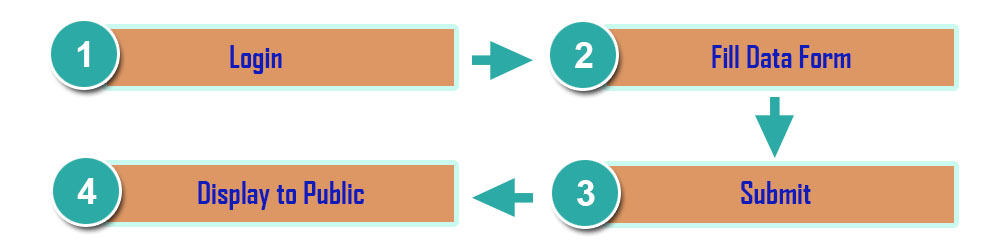 1 Login
2 Fill Data Form
3 Submit
4 Display to Public